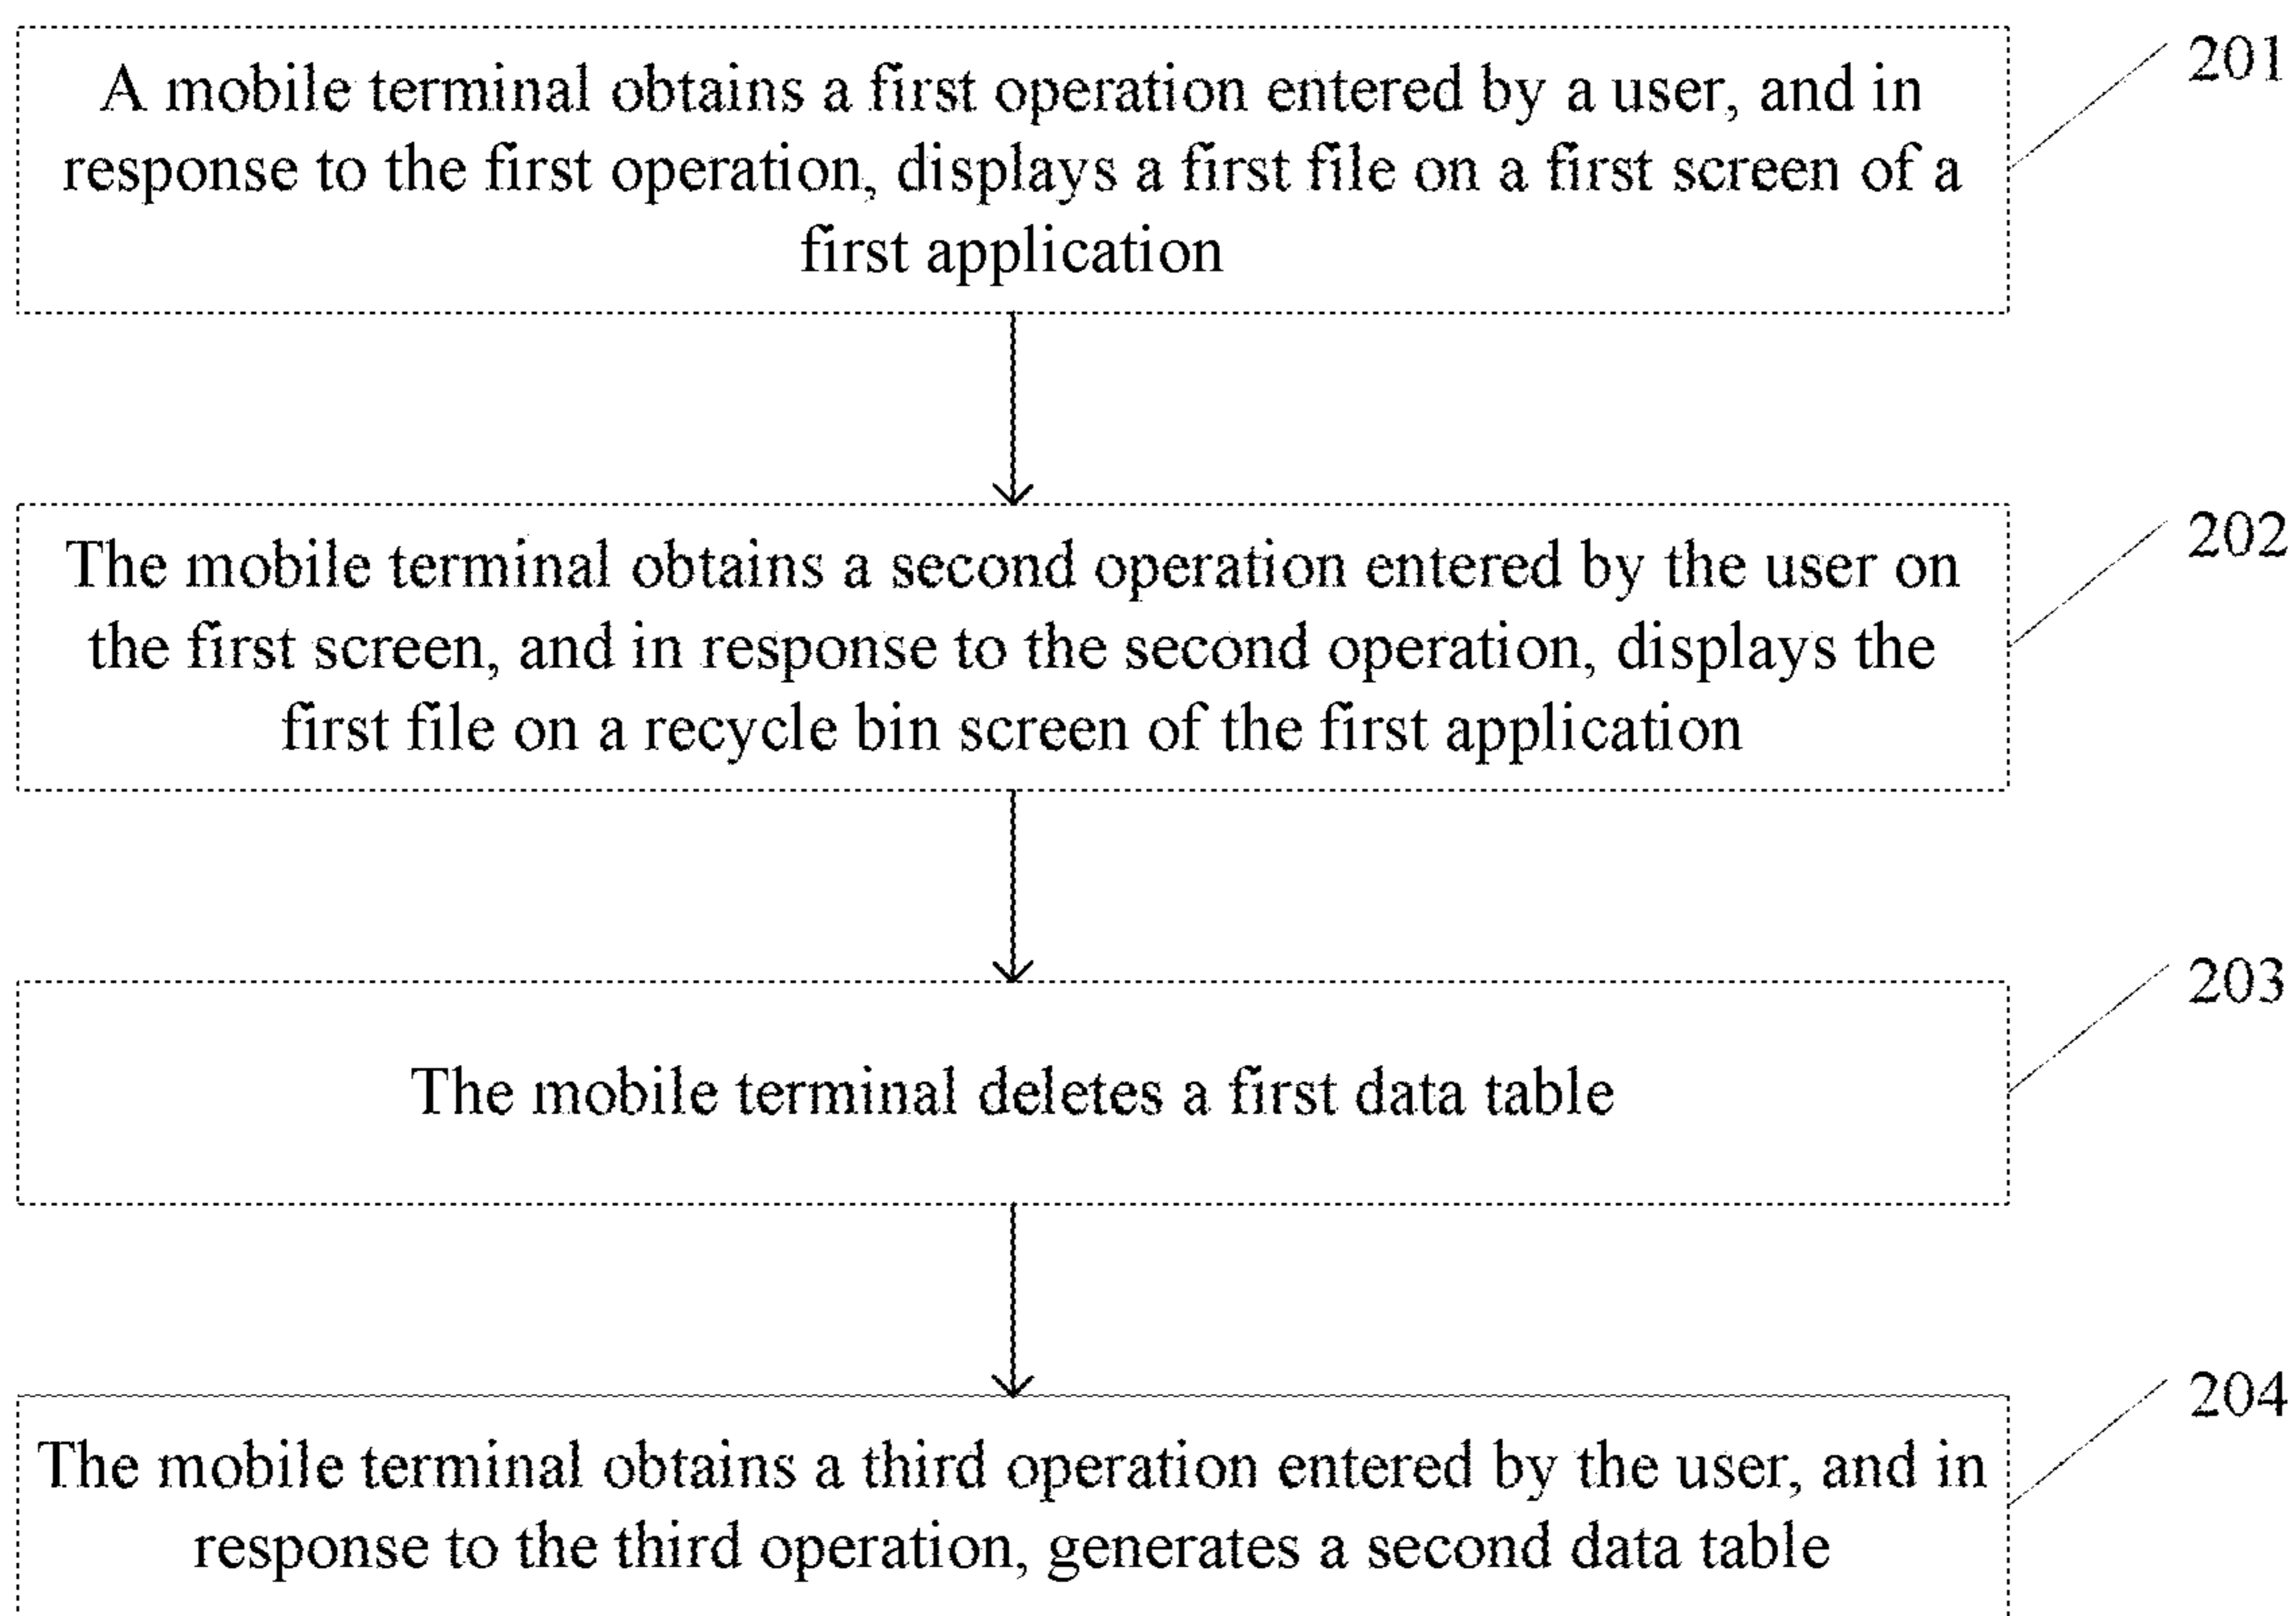 A mobile terminal obtains a first operation entered by a user, and in
response to the first operation, displays a first file on a first screen of a
first application
201
The mobile terminal obtains a second operation entered by the user on
the first screen, and in response to the second operation, displays the
first file on a recycle bin screen of the first application
202
The mobile terminal deletes a first data table
203
The mobile terminal obtains a third operation entered by the user, and in
response to the third operation, generates a second data table
204